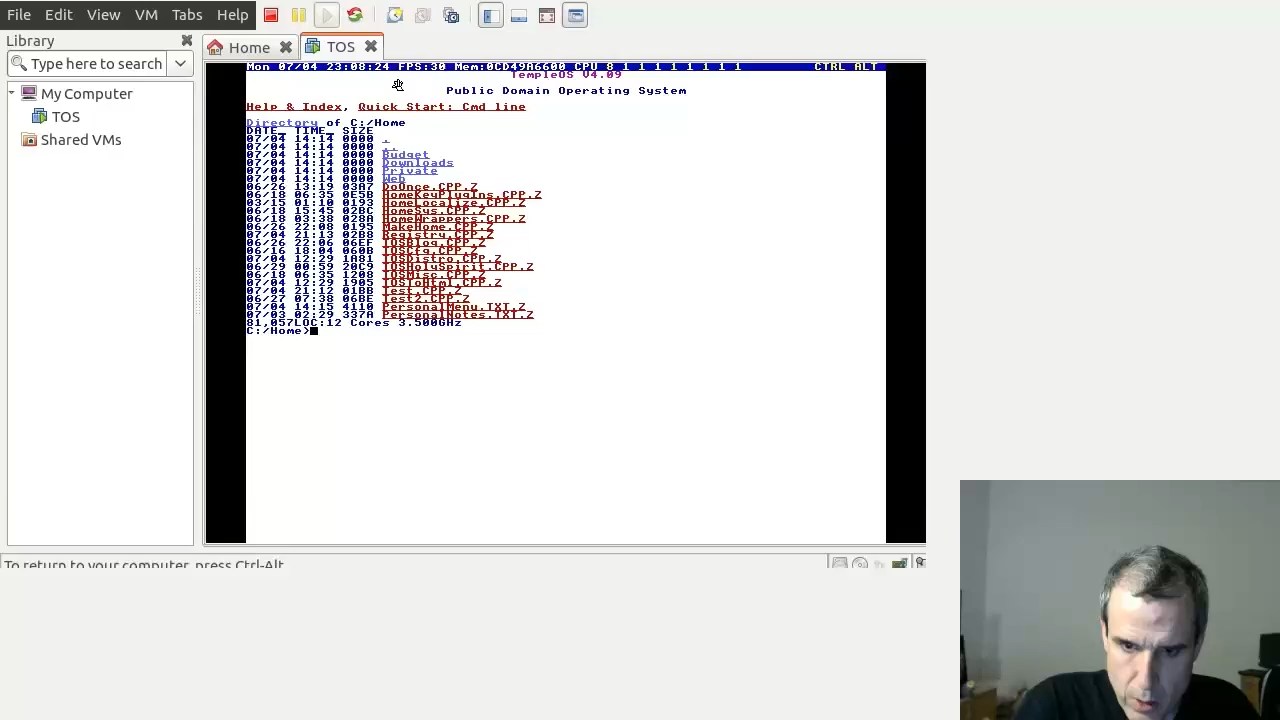 File Edit View VM Tabs Help
Library
Type here to search
My Computer
TOS
Shared VMs
Home
TOS
Mon 07/04 23:08:24 FPS:30 Mem:0CD49A6600 CPU 8 1 1 1 1 1 1 1 CTRL ALT
TempleOS V4.09
Public Domain Operating System
Help & Index, Quick Start: Cmd line
Directory of C:/Home
DATE_ TIME_ SIZE
07/04 14:14 0000 .
07/04 14:14 0000 ..
07/04 14:14 0000 Budget
07/04 14:14 0000 Downloads
07/04 14:14 0000 Private
07/04 14:14 0000 Web
06/26 13:19 03A7 DoOnce.CPP.Z
06/18 06:35 0E5B HomeKeyPlugIns.CPP.Z
03/15 01:10 0193 HomeLocalize.CPP.Z
06/18 15:45 02BC HomeSys.CPP.Z
06/18 03:38 028A HomeWrappers.CPP.Z
06/26 22:08 0195 MakeHome.CPP.Z
07/04 21:13 02B8 Registry.CPP.Z
06/26 22:06 06EF TOSBlog.CPP.Z
06/16 18:04 060B TOSCfg.CPP.Z
07/04 12:29 1A81 TOSDistro.CPP.Z
06/29 00:59 20C9 TOSHolySpirit.CPP.Z
06/18 06:35 1208 TOSMisc.CPP.Z
07/04 12:29 1905 TOSToHtml.CPP.Z
07/04 21:12 01BB Test.CPP.Z
06/27 07:38 06BE Test2.CPP.Z
07/04 14:15 4110 PersonalMenu.TXT.Z
07/03 02:29 337A PersonalNotes.TXT.Z
81,057LOC:12 Cores 3.500GHz
C:/Home>
To return to your computer, press Ctrl-Alt